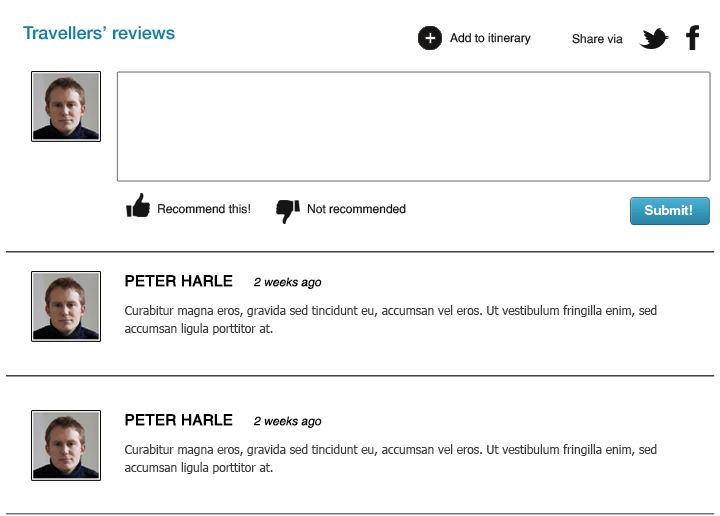 Travellers’ reviews
Add to itinerary
Share via
Recommend this!
Not recommended
Submit!
PETER HARLE 2 weeks ago
Curabitur magna eros, gravida sed tincidunt eu, accumsan vel eros. Ut vestibulum fringilla enim, sed
accumsan ligula porttitor at.
PETER HARLE 2 weeks ago
Curabitur magna eros, gravida sed tincidunt eu, accumsan vel eros. Ut vestibulum fringilla enim, sed
accumsan ligula porttitor at.